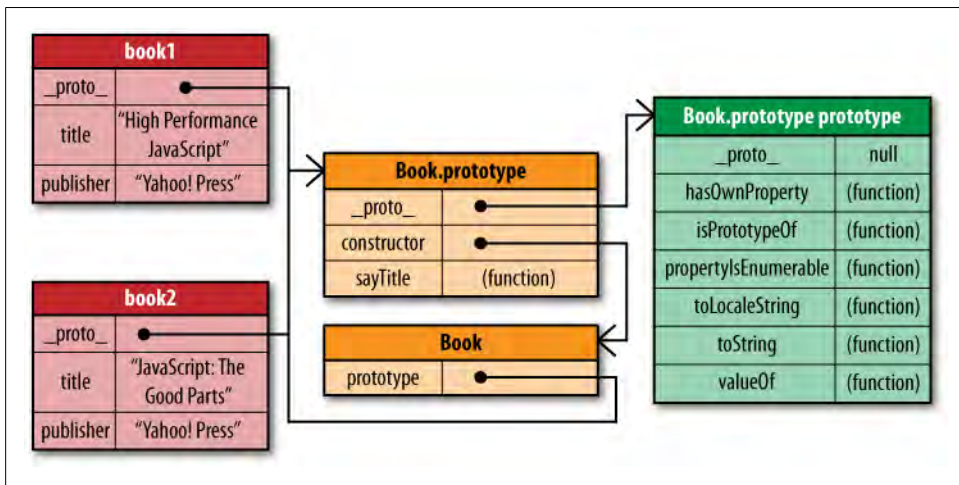 book1
_proto_
title
“High Performance
JavaScript”
publisher
“Yahoo! Press”
book2
_proto_
title
“JavaScript: The
Good Parts”
publisher
“Yahoo! Press”
Book.prototype
_proto_
constructor
sayTitle
(function)
Book
prototype
Book.prototype prototype
_proto_
null
hasOwnProperty
(function)
isPrototypeOf
(function)
propertyIsEnumerable
(function)
toLocaleString
(function)
toString
(function)
valueOf
(function)